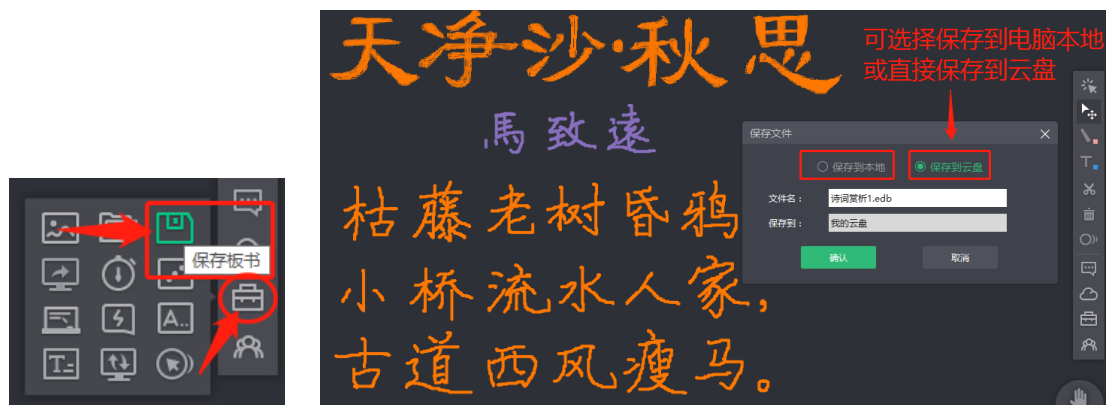 保存板书
A..
T
天净沙·秋思
馬致遠
枯藤老树昏鸦
小桥流水人家,
古道西风瘦马。
可选择保存到电脑本地
或直接保存到云盘
保存文件
保存到本地
保存到云盘
文件名: 诗词赏析1.edb
保存到: 我的云盘
确认 取消
T